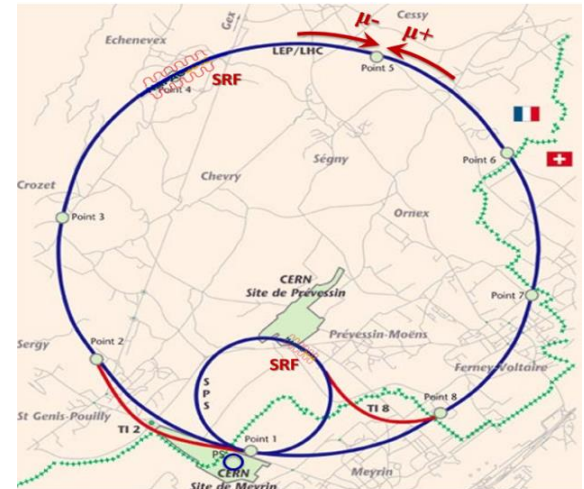 Gex
Cessy
Echenevex
μ-
μ+
LEP/LHC
Point 5
SRF
Point 4
Point 6
Ségny
Chevry
Crozet
Point 3
Ornex
CERN
Site de Prévessin
Point 7
Point 2
Sergy
Prévessin-Moëns
SRF
Ferney-Voltaire
SPS
St Genis-Pouilly
TI 2
TI 8
Point 8
Point 1
PS
Meyrin
CERN
Site de Meyrin